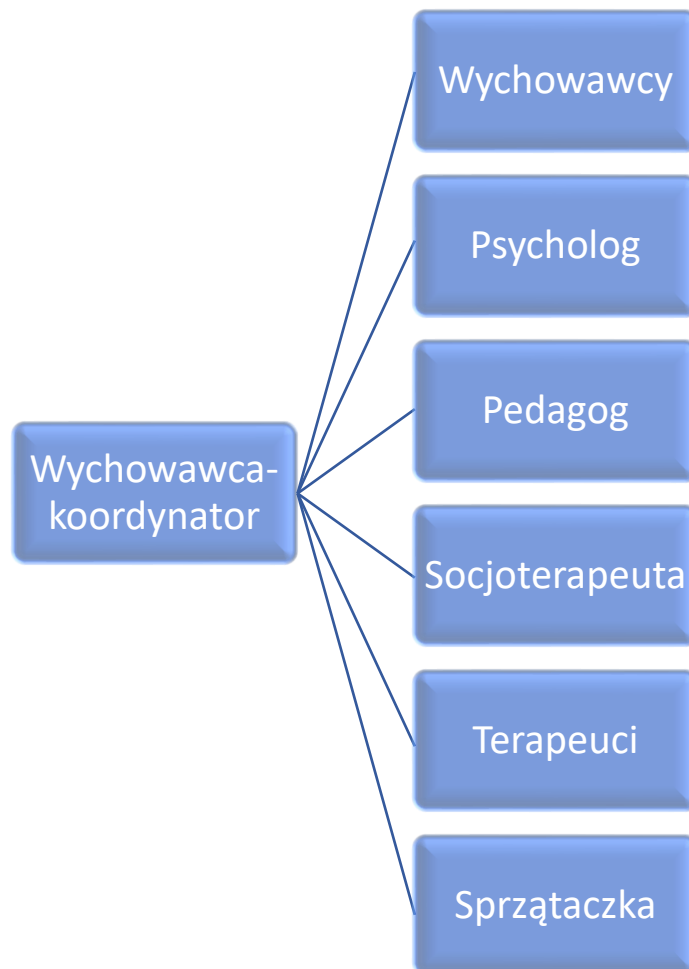 Wychowawcy
Psycholog
Pedagog
Wychowawca-
koordynator
Socjoterapeuta
Terapeuci
Sprzątaczka